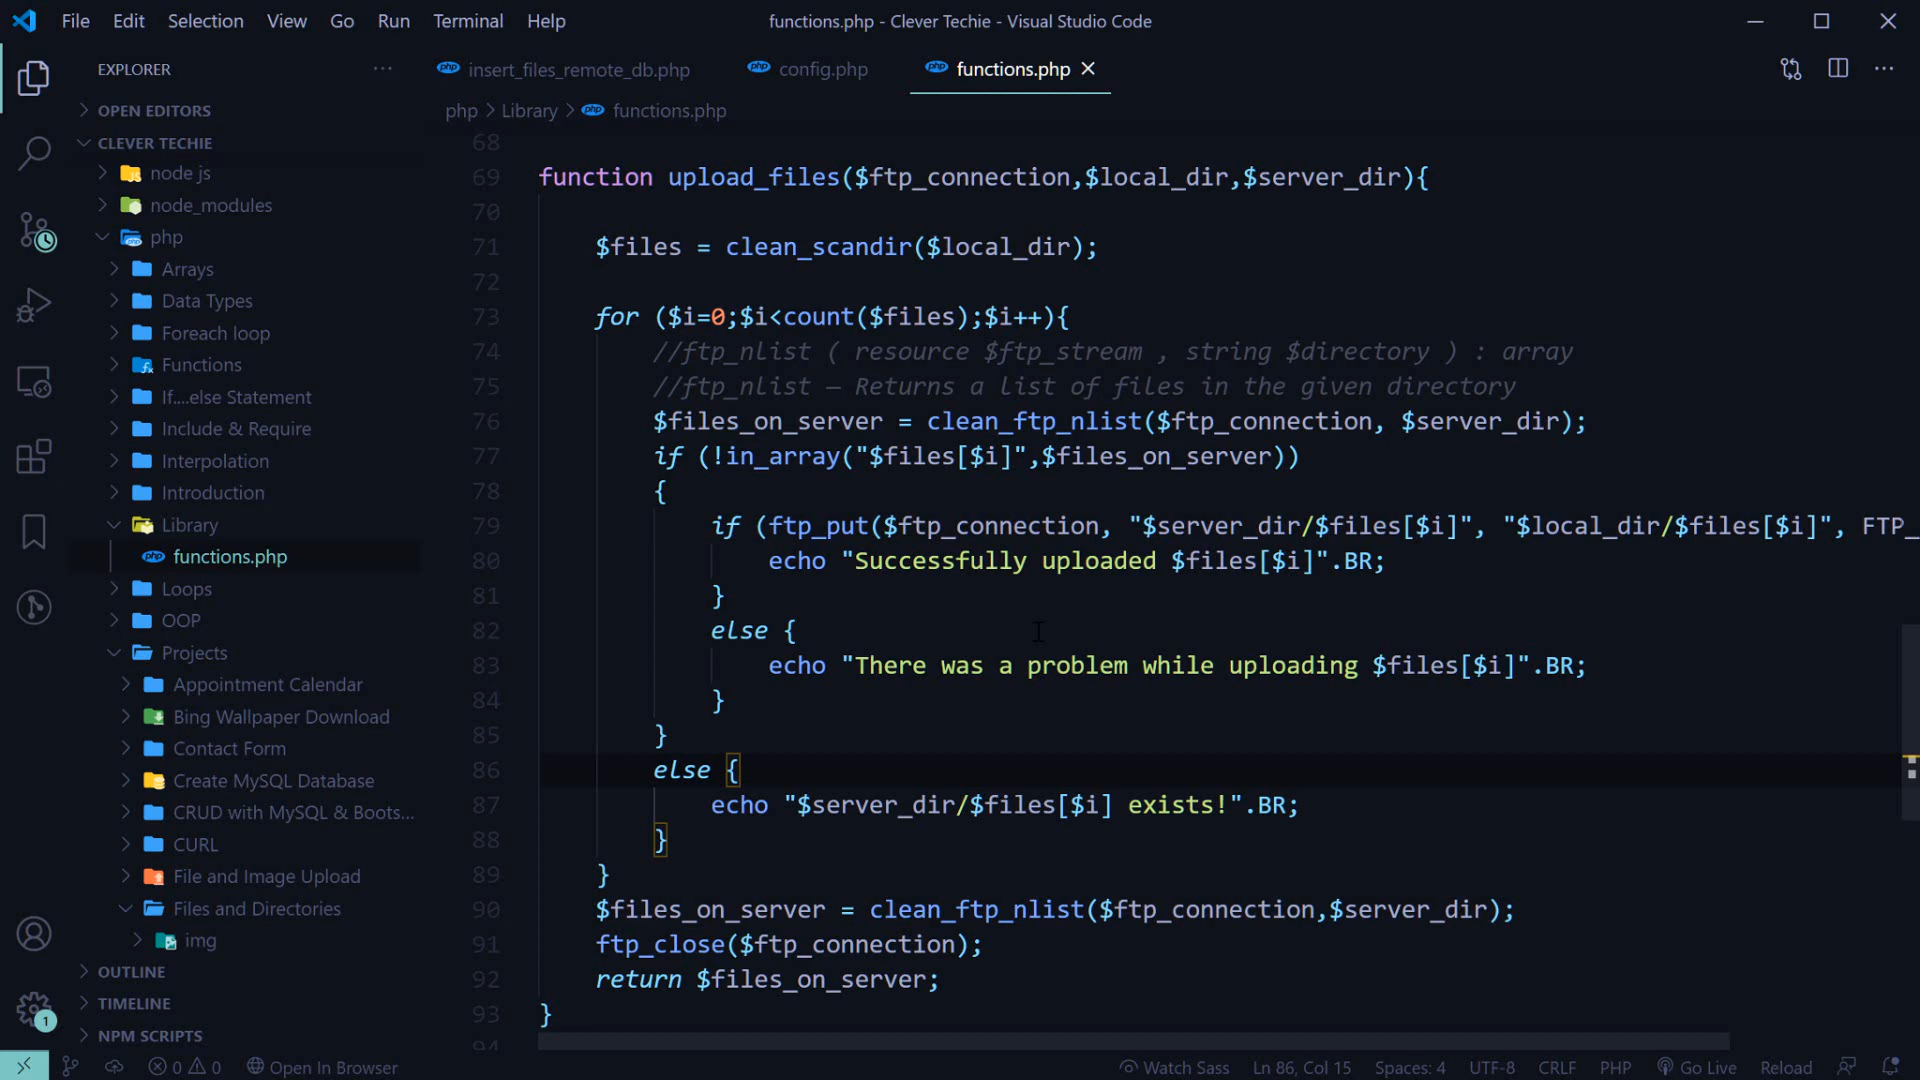 File Edit Selection View Go Run Terminal Help
functions.php - Clever Techie - Visual Studio Code
EXPLORER
OPEN EDITORS
CLEVER TECHIE
node js
node_modules
php
Arrays
Data Types
Foreach loop
Functions
If....else Statement
Include & Require
Interpolation
Introduction
Library
functions.php
Loops
OOP
Projects
Appointment Calendar
Bing Wallpaper Download
Contact Form
Create MySQL Database
CRUD with MySQL & Boots...
CURL
File and Image Upload
Files and Directories
img
OUTLINE
TIMELINE
NPM SCRIPTS
insert_files_remote_db.php config.php functions.php
php > Library > functions.php
68
69 function upload_files($ftp_connection,$local_dir,$server_dir){
70
71 $files = clean_scandir($local_dir);
72
73 for ($i=0;$i<count($files);$i++){
74 //ftp_nlist ( resource $ftp_stream , string $directory ) : array
75 //ftp_nlist — Returns a list of files in the given directory
76 $files_on_server = clean_ftp_nlist($ftp_connection, $server_dir);
77 if (!in_array("$files[$i]",$files_on_server))
78 {
79 if (ftp_put($ftp_connection, "$server_dir/$files[$i]", "$local_dir/$files[$i]", FTP_
80 echo "Successfully uploaded $files[$i]".BR;
81 }
82 else {
83 echo "There was a problem while uploading $files[$i]".BR;
84 }
85 }
86 else {
87 echo "$server_dir/$files[$i] exists!".BR;
88 }
89 }
90 $files_on_server = clean_ftp_nlist($ftp_connection,$server_dir);
91 ftp_close($ftp_connection);
92 return $files_on_server;
93 }
94
1
0 0 Open In Browser Watch Sass Ln 86, Col 15 Spaces: 4 UTF-8 CRLF PHP Go Live Reload